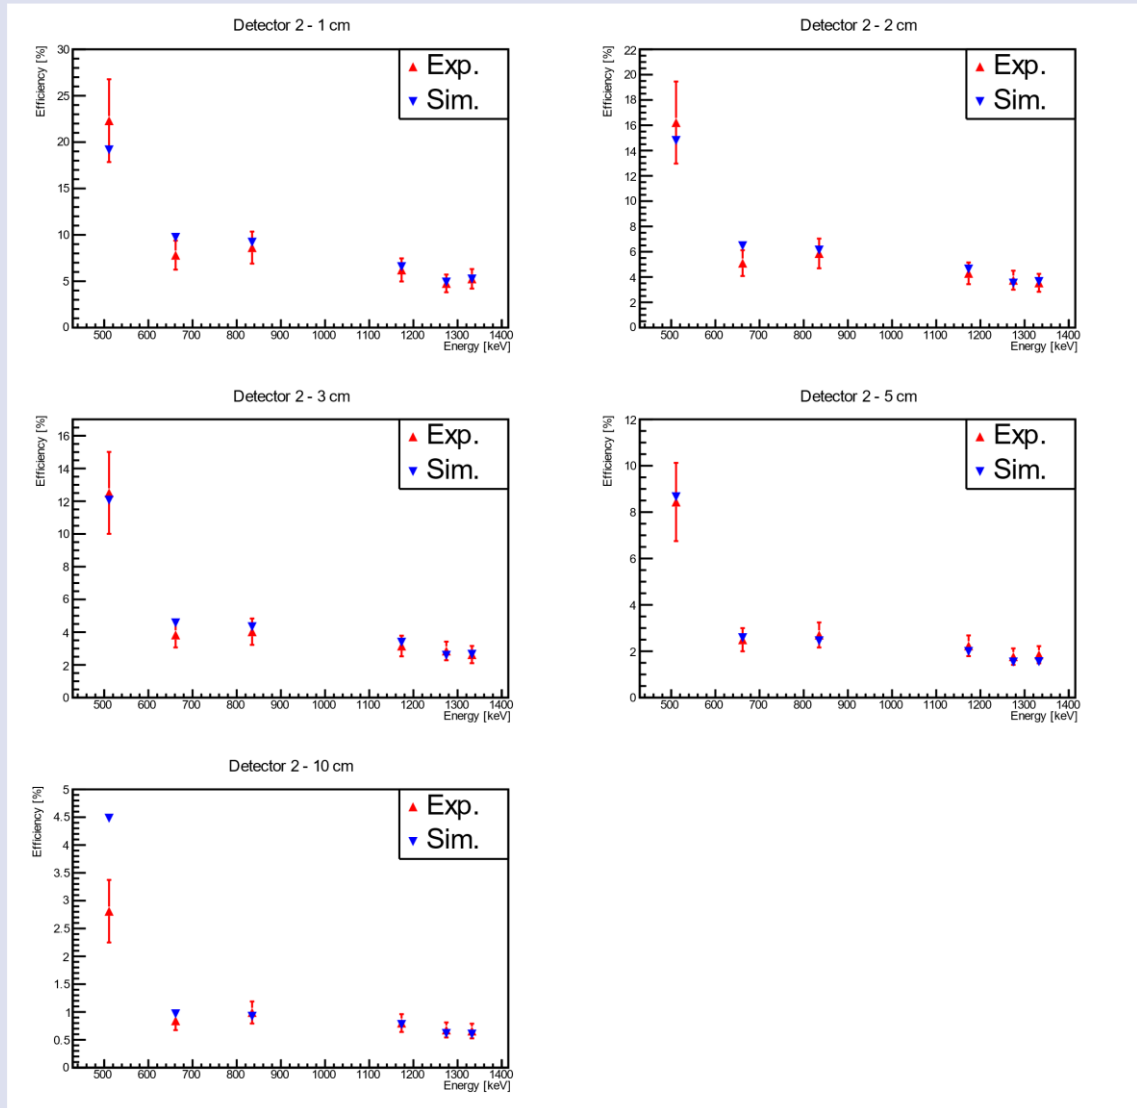 Detector 2 - 1 cm
Efficiency [%]
30
25
20
15
10
5
0
Exp.
Sim.
500 600 700 800 900 1000 1100 1200 1300 1400
Energy [keV]
Detector 2 - 2 cm
Efficiency [%]
22
20
18
16
14
12
10
8
6
4
2
0
Exp.
Sim.
500 600 700 800 900 1000 1100 1200 1300 1400
Energy [keV]
Detector 2 - 3 cm
Efficiency [%]
16
14
12
10
8
6
4
2
0
Exp.
Sim.
500 600 700 800 900 1000 1100 1200 1300 1400
Energy [keV]
Detector 2 - 5 cm
Efficiency [%]
12
10
8
6
4
2
0
Exp.
Sim.
500 600 700 800 900 1000 1100 1200 1300 1400
Energy [keV]
Detector 2 - 10 cm
Efficiency [%]
5
4.5
4
3.5
3
2.5
2
1.5
1
0.5
0
Exp.
Sim.
500 600 700 800 900 1000 1100 1200 1300 1400
Energy [keV]